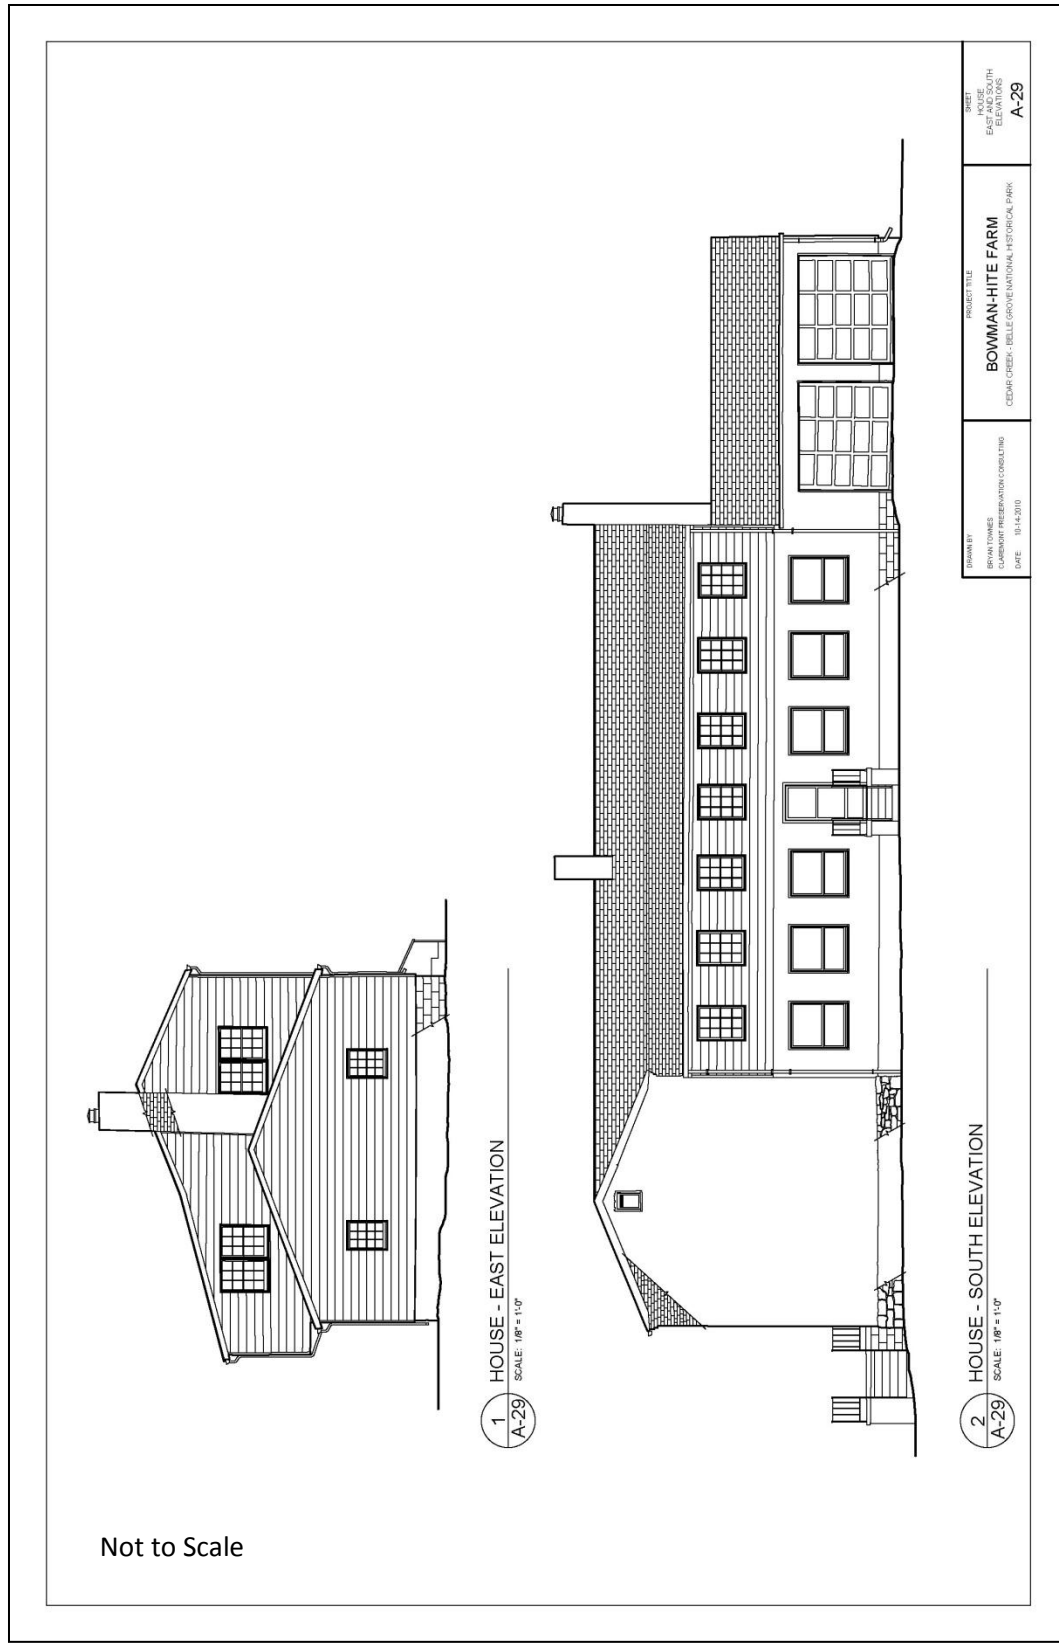 1
A-29
HOUSE - EAST ELEVATION
SCALE: 1/8" = 1'-0"
2
A-29
HOUSE - SOUTH ELEVATION
SCALE: 1/8" = 1'-0"
DRAWN BY
BRYAN TOWNES
CLAREMONT PRESERVATION CONSULTING
DATE: 10-14-2010
PROJECT TITLE
BOWMAN-HITE FARM
CEDAR CREEK - BELLE GROVE NATIONAL HISTORICAL PARK
SHEET
HOUSE
EAST AND SOUTH
ELEVATIONS
A-29
Not to Scale